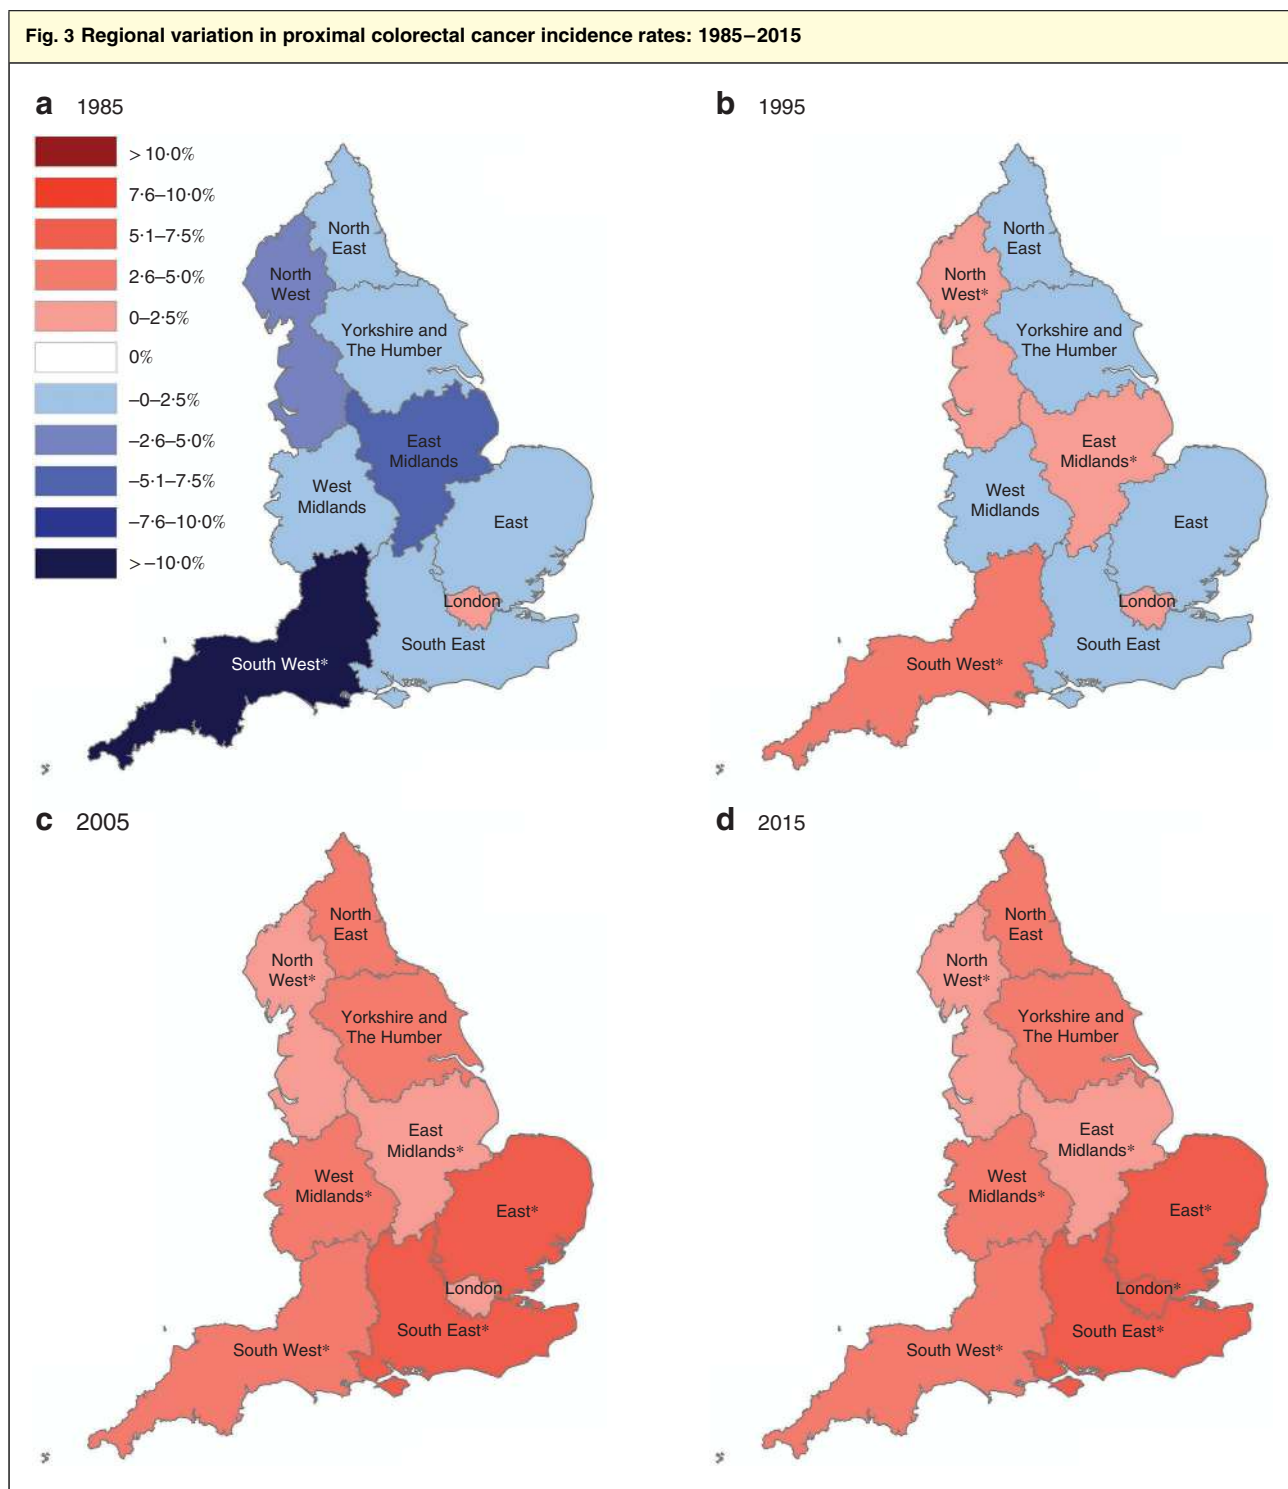 Fig. 3 Regional variation in proximal colorectal cancer incidence rates: 1985–2015
a 1985
> 10·0%
7·6–10·0%
5·1–7·5%
2·6–5·0%
0–2·5%
0%
–0–2·5%
–2·6–5·0%
–5·1–7·5%
–7·6–10·0%
> –10·0%
North
East
North
West
Yorkshire and
The Humber
East
Midlands
West
Midlands
East
London
South East
South West*
b 1995
North
East
North
West*
Yorkshire and
The Humber
East
Midlands*
West
Midlands
East
London
South East
South West*
c 2005
North
East
North
West*
Yorkshire and
The Humber
East
Midlands*
West
Midlands*
East*
London
South East*
South West*
d 2015
North
East
North
West*
Yorkshire and
The Humber
East
Midlands*
West
Midlands*
East*
London*
South East*
South West*